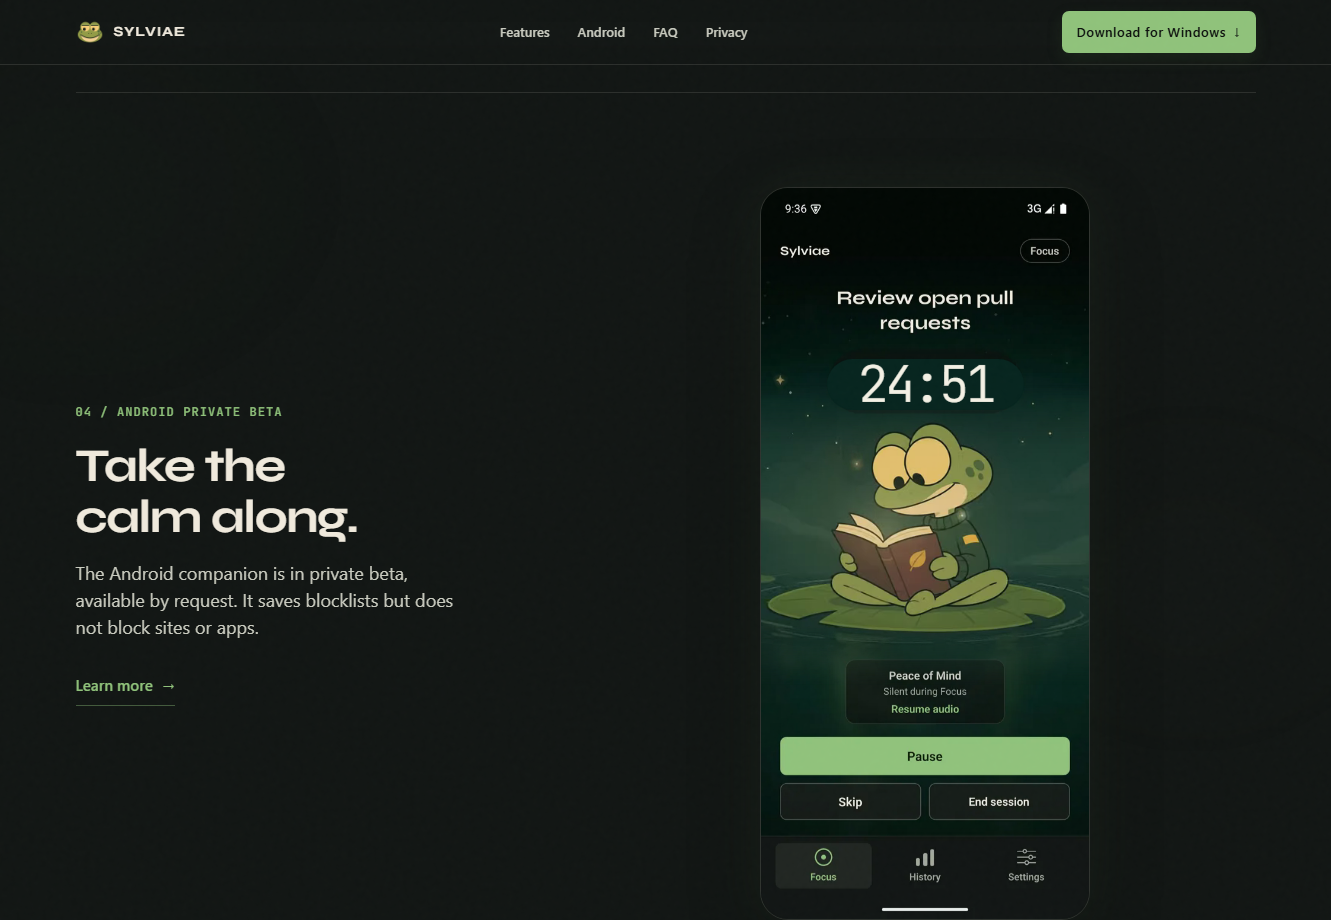 SYLVIAE
Features
Android
FAQ
Privacy
Download for Windows ↓
04 / ANDROID PRIVATE BETA
Take the
calm along.
The Android companion is in private beta,
available by request. It saves blocklists but does
not block sites or apps.
Learn more →
9:36
3G
Sylviae
Focus
Review open pull
requests
24:51
Peace of Mind
Silent during Focus
Resume audio
Pause
Skip
End session
Focus
History
Settings